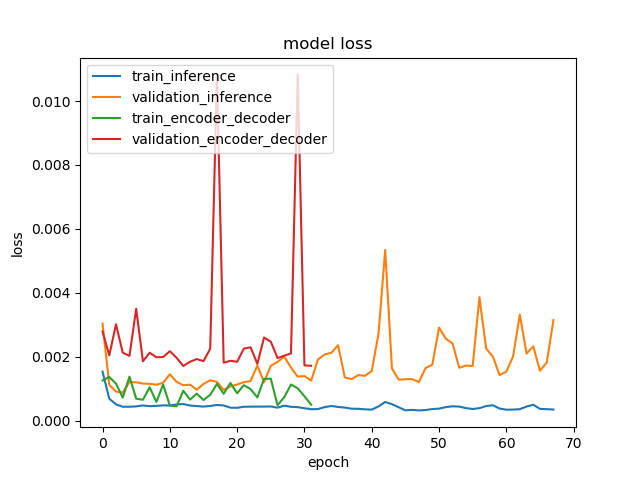 model loss
train_inference
validation_inference
train_encoder_decoder
validation_encoder_decoder
loss
0.010
0.008
0.006
0.004
0.002
0.000
0 10 20 30 40 50 60 70
epoch